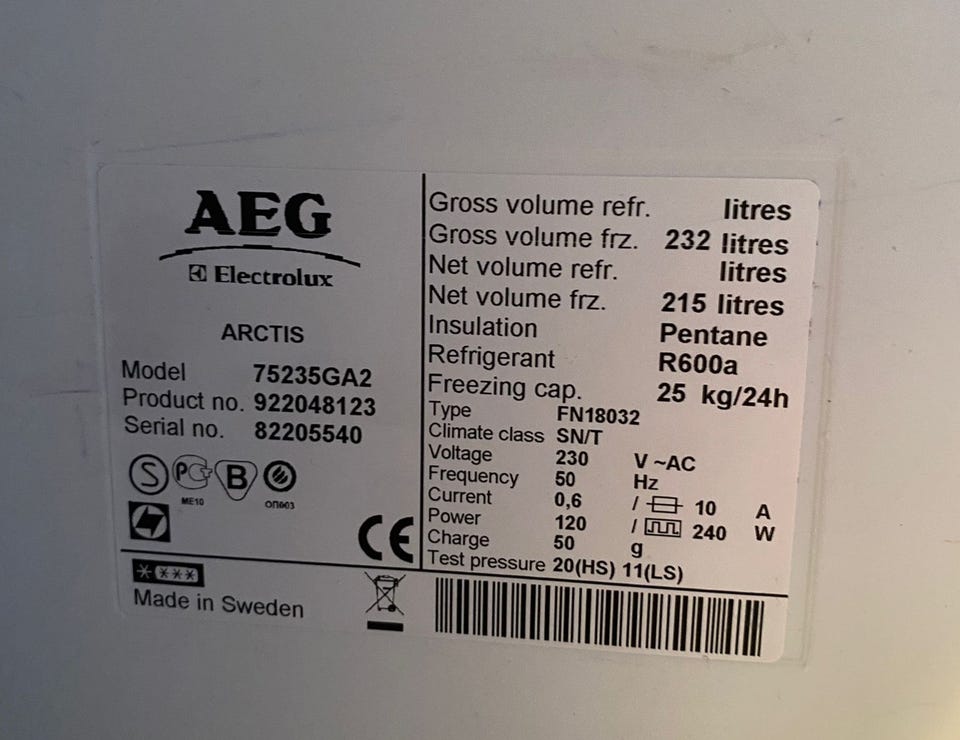 AEG
Electrolux
ARCTIS
Model 75235GA2
Product no. 922048123
Serial no. 82205540
S PCT B
ME10 ОП003
CE
****
Made in Sweden
Gross volume refr. litres
Gross volume frz. 232 litres
Net volume refr. litres
Net volume frz. 215 litres
Insulation Pentane
Refrigerant R600a
Freezing cap. 25 kg/24h
Type FN18032
Climate class SN/T
Voltage 230 V ~AC
Frequency 50 Hz
Current 0,6 / 10 A
Power 120 / 240 W
Charge 50 g
Test pressure 20(HS) 11(LS)